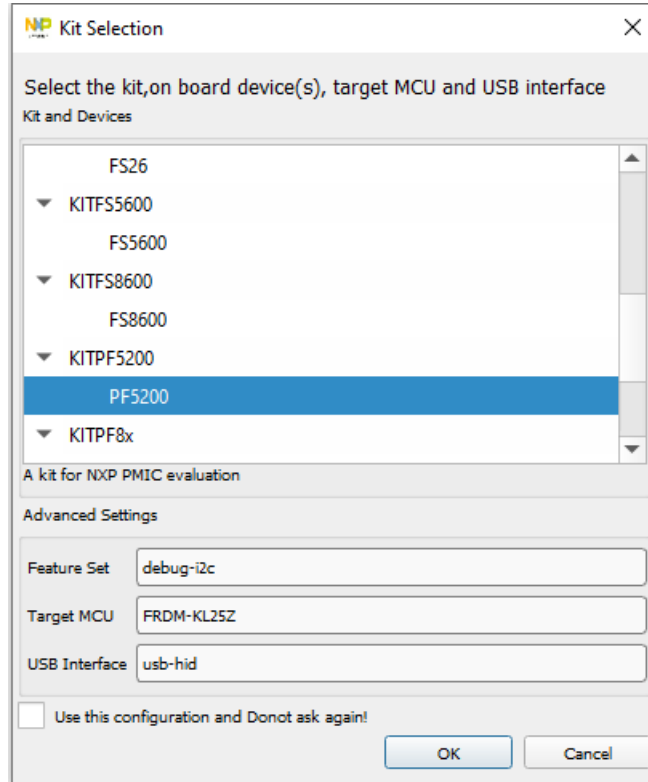 NXP Kit Selection
Select the kit,on board device(s), target MCU and USB interface
Kit and Devices
FS26
KITFS5600
FS5600
KITFS8600
FS8600
KITPF5200
PF5200
KITPF8x
A kit for NXP PMIC evaluation
Advanced Settings
Feature Set debug-i2c
Target MCU FRDM-KL25Z
USB Interface usb-hid
Use this configuration and Donot ask again!
OK Cancel